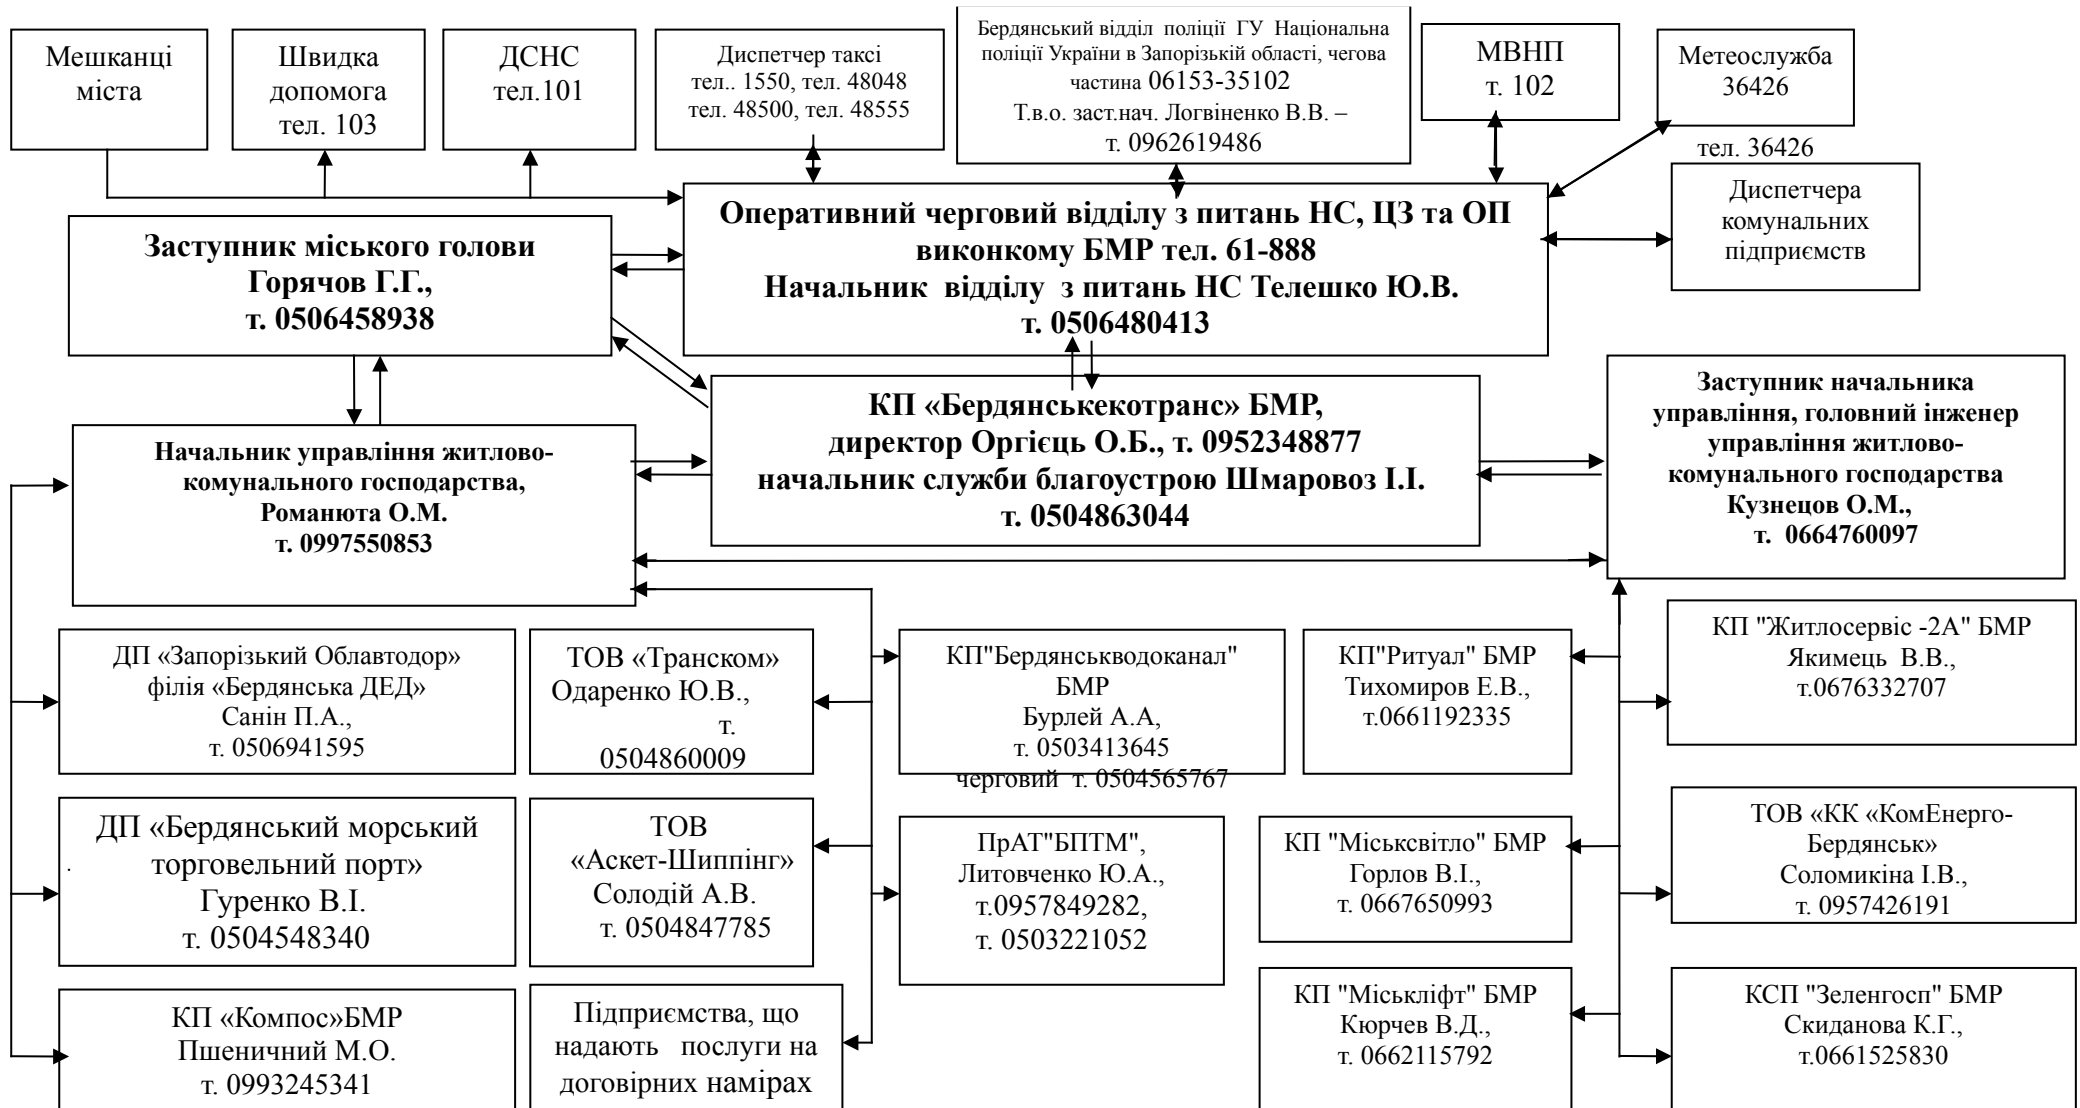 Мешканці
міста
Швидка
допомога
тел. 103
ДСНС
тел.101
Диспетчер таксі
тел.. 1550, тел. 48048
тел. 48500, тел. 48555
Бердянський відділ поліції ГУ Національна
поліції України в Запорізькій області, чегова
частина 06153-35102
Т.в.о. заст.нач. Логвіненко В.В. –
т. 0962619486
МВНП
т. 102
Метеослужба
36426
тел. 36426
Диспетчера
комунальних
підприємств
Заступник міського голови
Горячов Г.Г.,
т. 0506458938
Оперативний черговий відділу з питань НС, ЦЗ та ОП
виконкому БМР тел. 61-888
Начальник відділу з питань НС Телешко Ю.В.
т. 0506480413
КП «Бердянськекотранс» БМР,
директор Оргієць О.Б., т. 0952348877
начальник служби благоустрою Шмаровоз І.І.
т. 0504863044
Заступник начальника
управління, головний інженер
управління житлово-
комунального господарства
Кузнецов О.М.,
т. 0664760097
Начальник управління житлово-
комунального господарства,
Романюта О.М.
т. 0997550853
ДП «Запорізький Облавтодор»
філія «Бердянська ДЕД»
Санін П.А.,
т. 0506941595
ТОВ «Транском»
Одаренко Ю.В.,
т.
0504860009
КП"Бердянськводоканал"
БМР
Бурлей А.А,
т. 0503413645
черговий т. 0504565767
КП"Ритуал" БМР
Тихомиров Е.В.,
т.0661192335
КП "Житлосервіс -2А" БМР
Якимець В.В.,
т.0676332707
ДП «Бердянський морський
торговельний порт»
Гуренко В.І.
т. 0504548340
ТОВ
«Аскет-Шиппінг»
Солодій А.В.
т. 0504847785
ПрАТ"БПТМ",
Литовченко Ю.А.,
т.0957849282,
т. 0503221052
КП "Міськсвітло" БМР
Горлов В.І.,
т. 0667650993
ТОВ «КК «КомЕнерго-
Бердянськ»
Соломикіна І.В.,
т. 0957426191
КП «Компос»БМР
Пшеничний М.О.
т. 0993245341
Підприємства, що
надають послуги на
договірних намірах
КП "Міськліфт" БМР
Кюрчев В.Д.,
т. 0662115792
КСП "Зеленгосп" БМР
Скиданова К.Г.,
т.0661525830